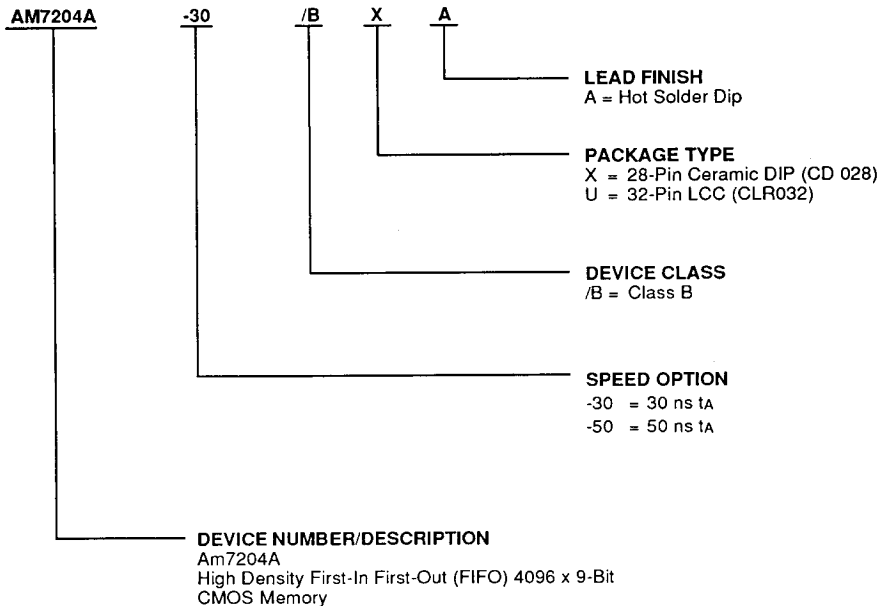 AM7204A -30 /B X A
LEAD FINISH
A = Hot Solder Dip
PACKAGE TYPE
X = 28-Pin Ceramic DIP (CD 028)
U = 32-Pin LCC (CLR032)
DEVICE CLASS
/B = Class B
SPEED OPTION
-30 = 30 ns tA
-50 = 50 ns tA
DEVICE NUMBER/DESCRIPTION
Am7204A
High Density First-In First-Out (FIFO) 4096 x 9-Bit
CMOS Memory